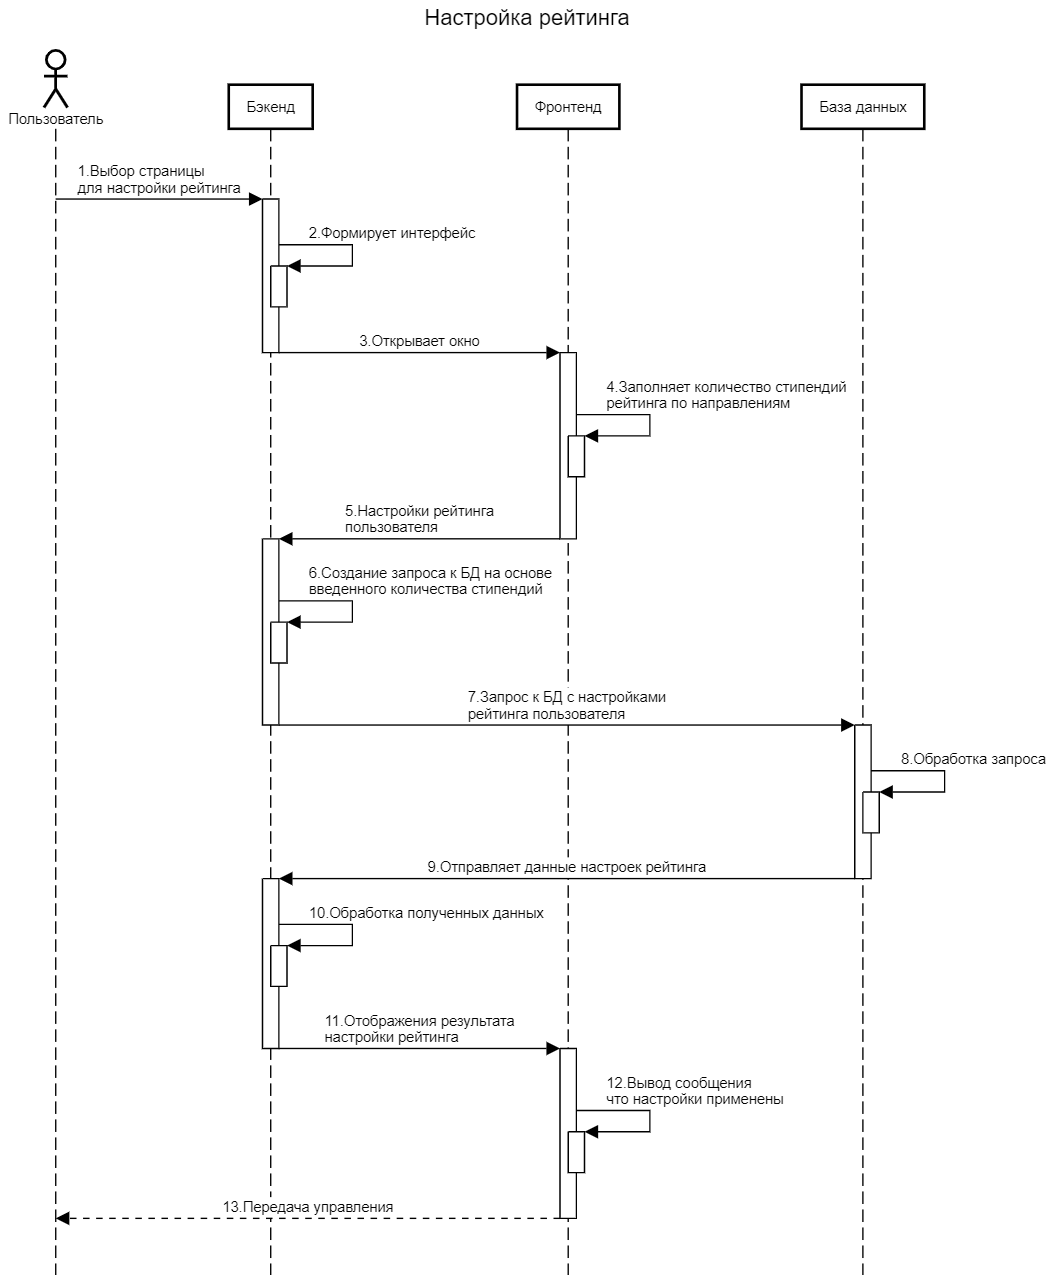 Настройка рейтинга
Пользователь
Бэкенд
Фронтенд
База данных
1.Выбор страницы
для настройки рейтинга
2.Формирует интерфейс
3.Открывает окно
4.Заполняет количество стипендий
рейтинга по направлениям
5.Настройки рейтинга
пользователя
6.Создание запроса к БД на основе
введенного количества стипендий
7.Запрос к БД с настройками
рейтинга пользователя
8.Обработка запроса
9.Отправляет данные настроек рейтинга
10.Обработка полученных данных
11.Отображения результата
настройки рейтинга
12.Вывод сообщения
что настройки применены
13.Передача управления